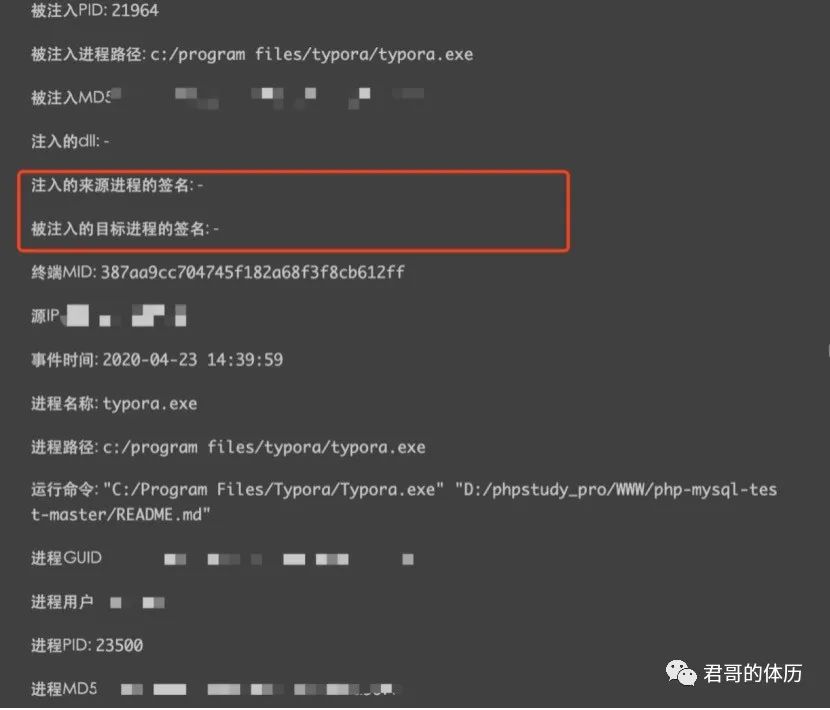 被注入PID: 21964
被注入进程路径: c:/program files/typora/typora.exe
被注入MD5
注入的dll: -
注入的来源进程的签名: -
被注入的目标进程的签名: -
终端MID: 387aa9cc704745f182a68f3f8cb612ff
源IP
事件时间: 2020-04-23 14:39:59
进程名称: typora.exe
进程路径: c:/program files/typora/typora.exe
运行命令: "C:/Program Files/Typora/Typora.exe" "D:/phpstudy_pro/WWW/php-mysql-tes
t-master/README.md"
进程GUID
进程用户
进程PID: 23500
进程MD5
君哥的体历